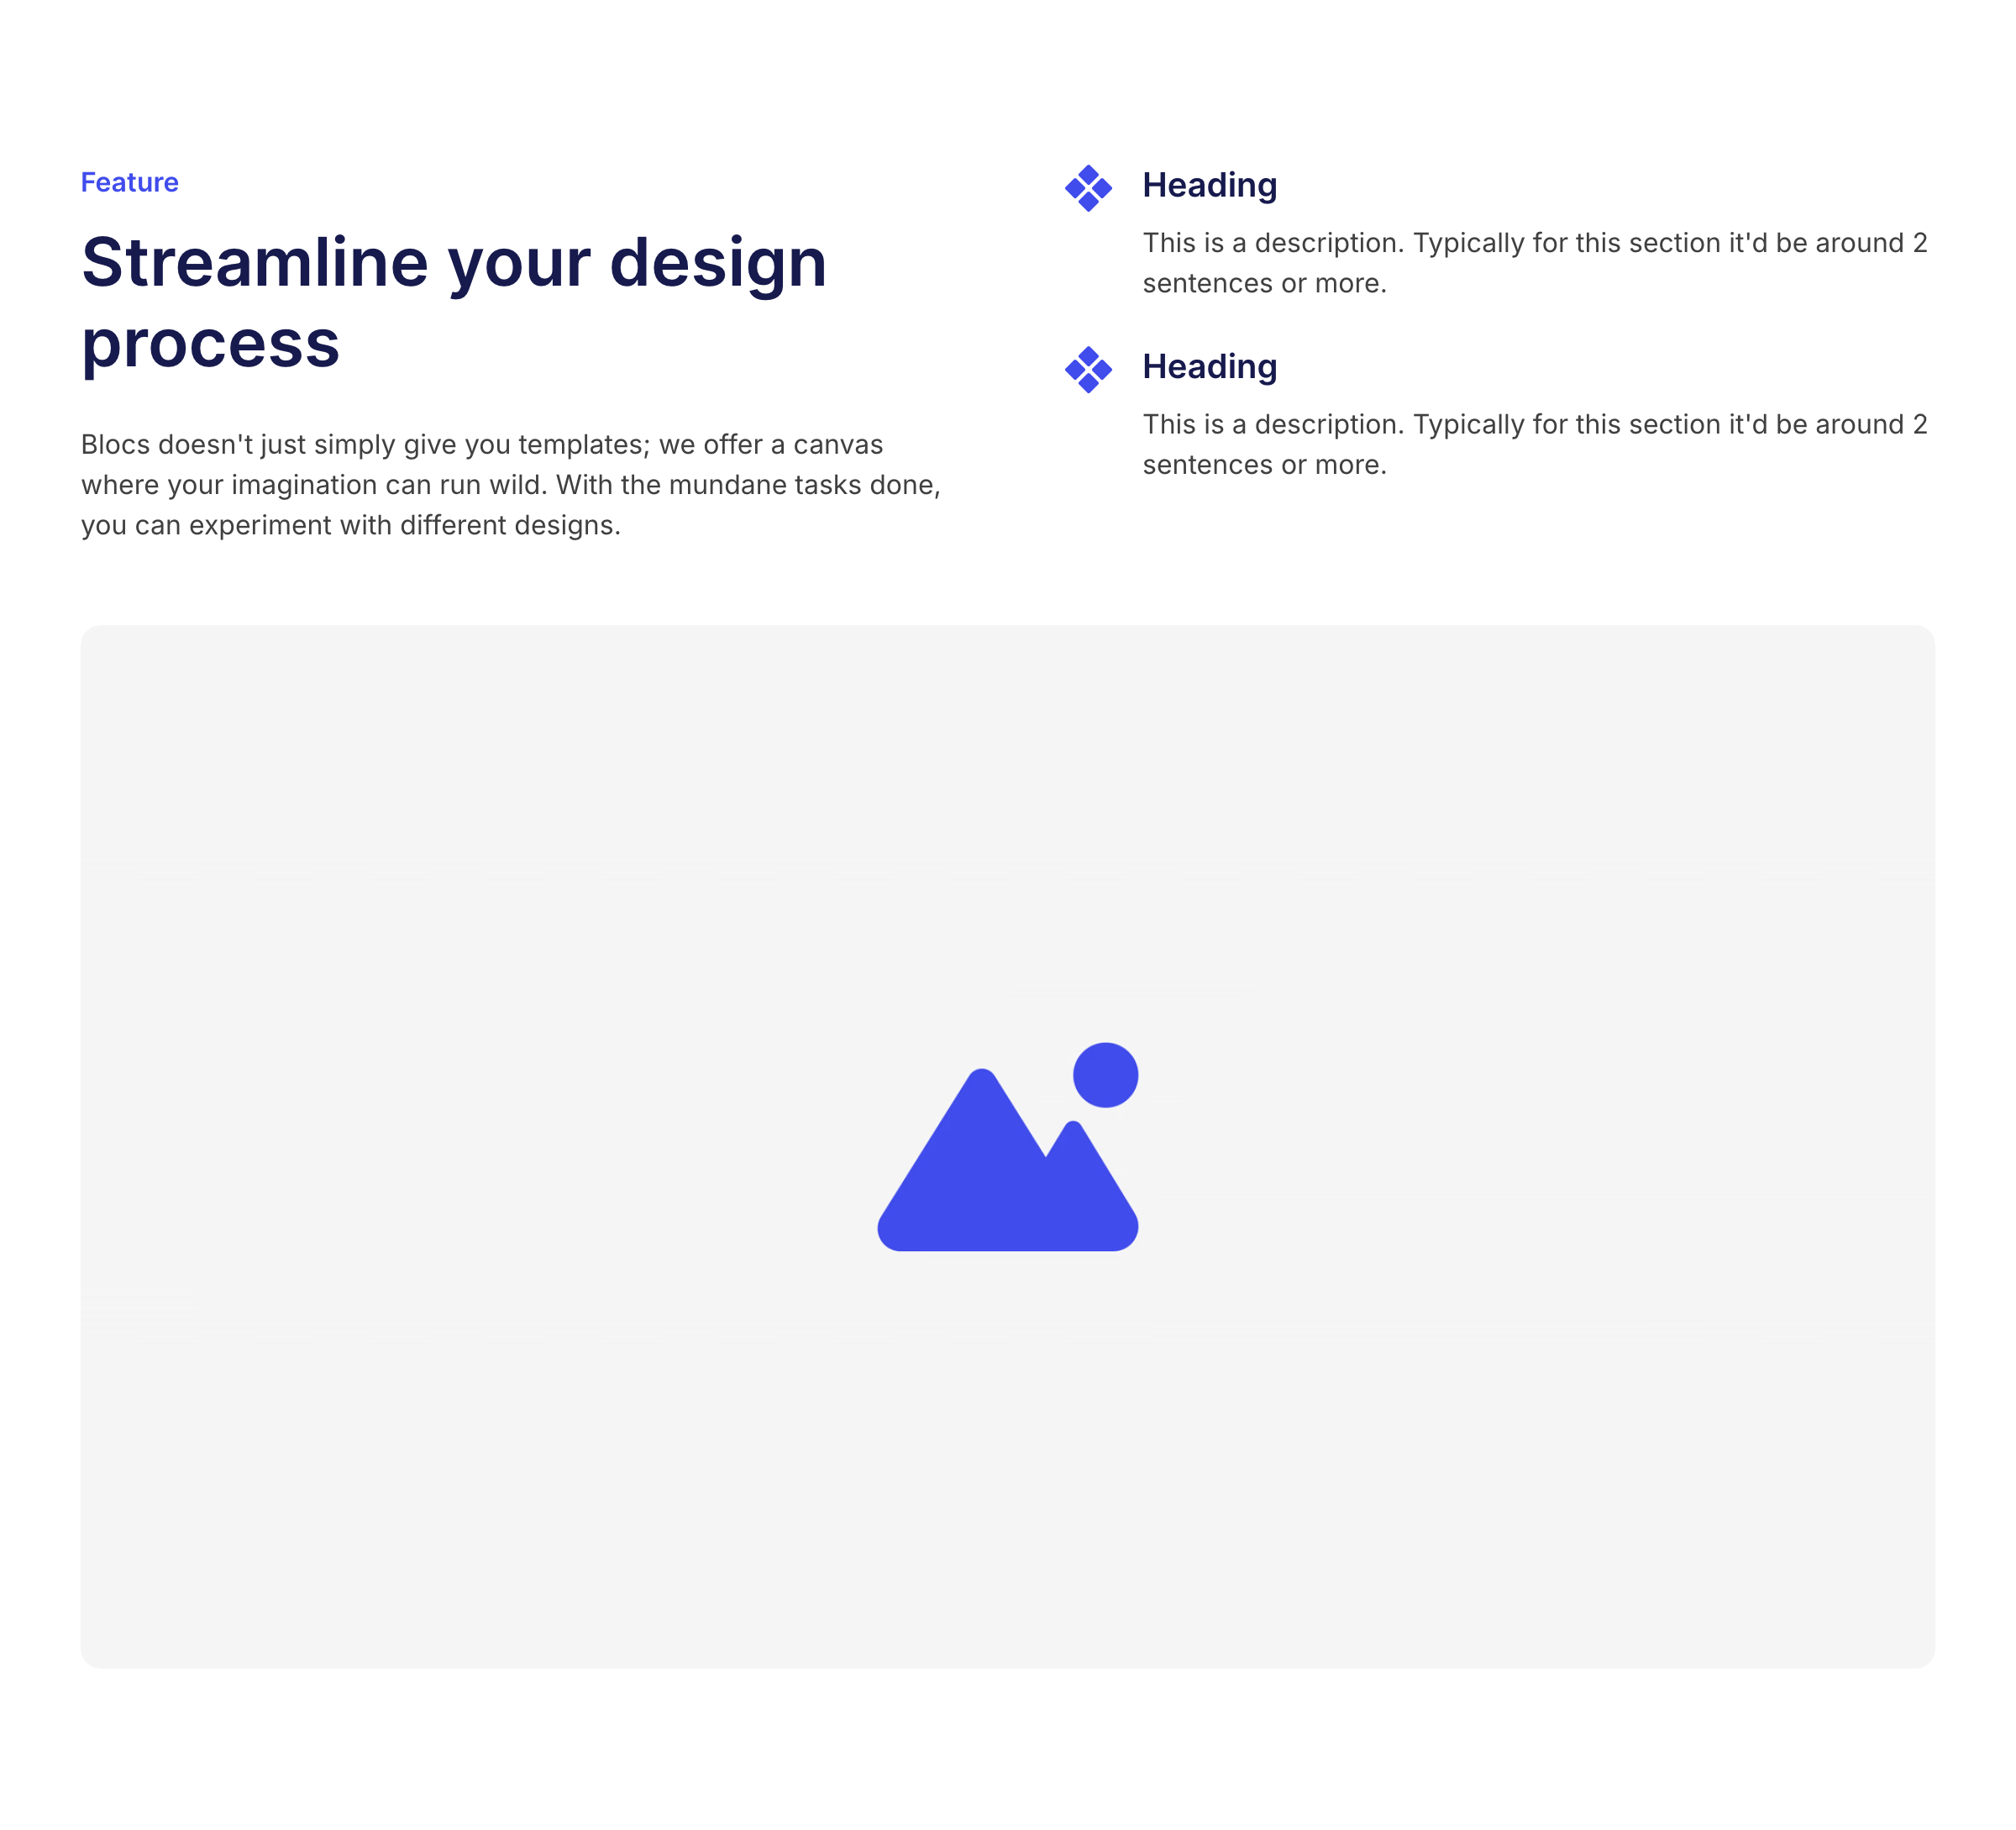 Feature
Streamline your design
process
Blocs doesn't just simply give you templates; we offer a canvas
where your imagination can run wild. With the mundane tasks done,
you can experiment with different designs.
Heading
This is a description. Typically for this section it'd be around 2
sentences or more.
Heading
This is a description. Typically for this section it'd be around 2
sentences or more.